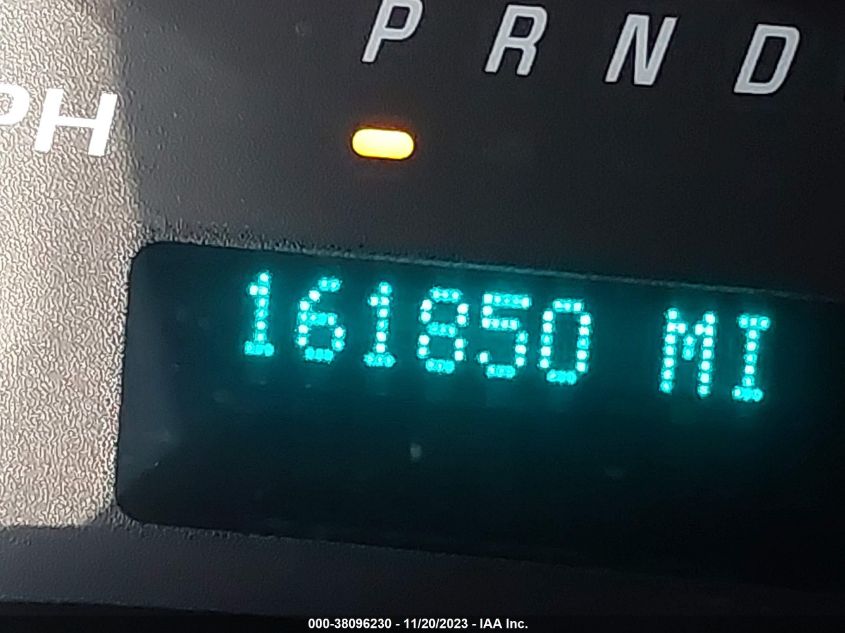 P R N D
PH
161850 MI
000-38096230 - 11/20/2023 - IAA Inc.